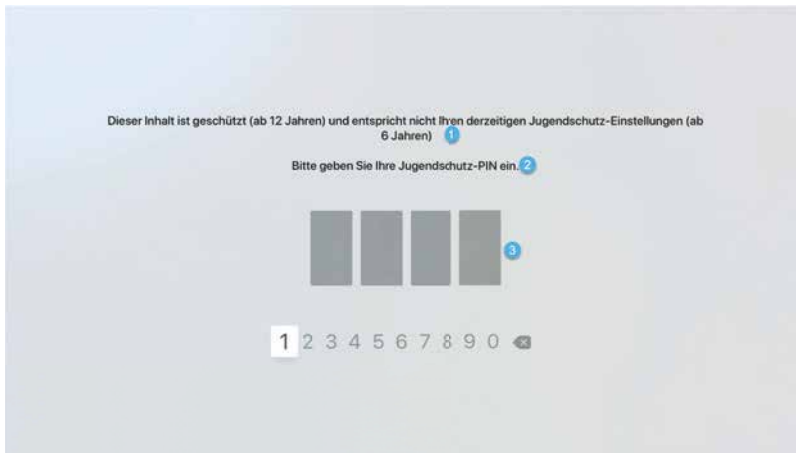 Dieser Inhalt ist geschützt (ab 12 Jahren) und entspricht nicht Ihren derzeitigen Jugendschutz-Einstellungen (ab
6 Jahren) 1
Bitte geben Sie Ihre Jugendschutz-PIN ein. 2
3
1 2 3 4 5 6 7 8 9 0